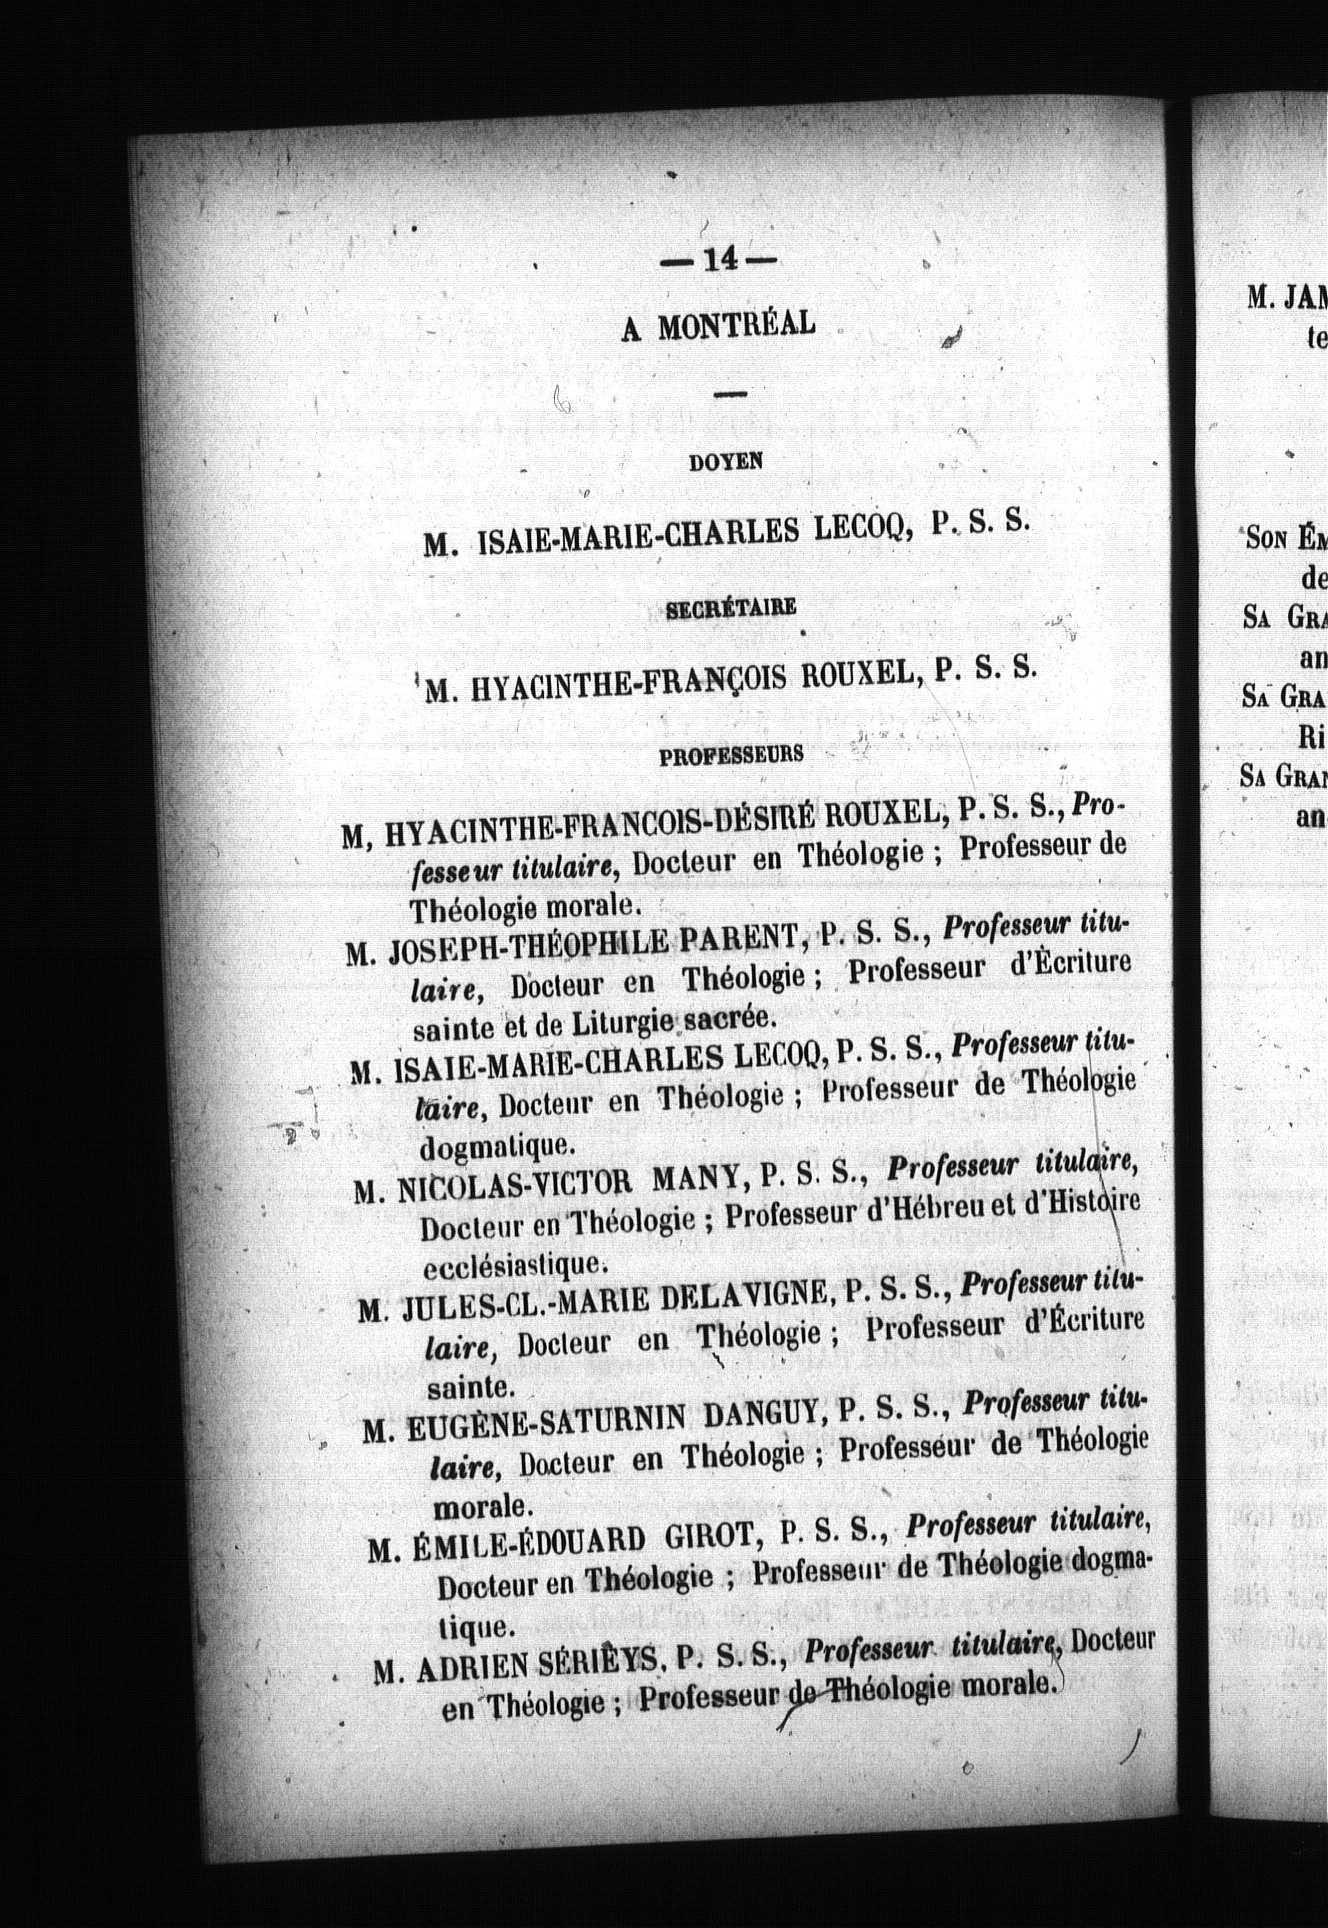 — 14 —
A MONTRÉAL
DOYEN
M. ISAIE-MARIE-CHARLES LECOQ, P. S. S.
SECRÉTAIRE
M. HYACINTHE-FRANÇOIS ROUXEL, P. S. S.
PROFESSEURS
M, HYACINTHE-FRANCOIS-DÉSIRÉ ROUXEL, P. S. S., Pro-
fesseur titulaire, Docteur en Théologie ; Professeur de
Théologie morale.
M. JOSEPH-THÉOPHILE PARENT, P. S. S., Professeur titu-
laire, Docteur en Théologie ; Professeur d'Écriture
sainte et de Liturgie sacrée.
M. ISAIE-MARIE-CHARLES LECOQ, P. S. S., Professeur titu-
laire, Docteur en Théologie ; Professeur de Théologie
dogmatique.
M. NICOLAS-VICTOR MANY, P. S. S., Professeur titulaire,
Docteur en Théologie ; Professeur d'Hébreu et d'Histoire
ecclésiastique.
M. JULES-CL.-MARIE DELAVIGNE, P. S. S., Professeur titu-
laire, Docteur en Théologie ; Professeur d'Écriture
sainte.
M. EUGÈNE-SATURNIN DANGUY, P. S. S., Professeur titu-
laire, Docteur en Théologie ; Professeur de Théologie
morale.
M. ÉMILE-ÉDOUARD GIROT, P. S. S., Professeur titulaire,
Docteur en Théologie ; Professeur de Théologie dogma-
tique.
M. ADRIEN SÉRIÊYS, P. S. S., Professeur titulaire, Docteur
en Théologie ; Professeur de Théologie morale.
M. JAM
te
SON ÉM
de
SA GRA
an
SA GRA
Ri
SA GRAN
an